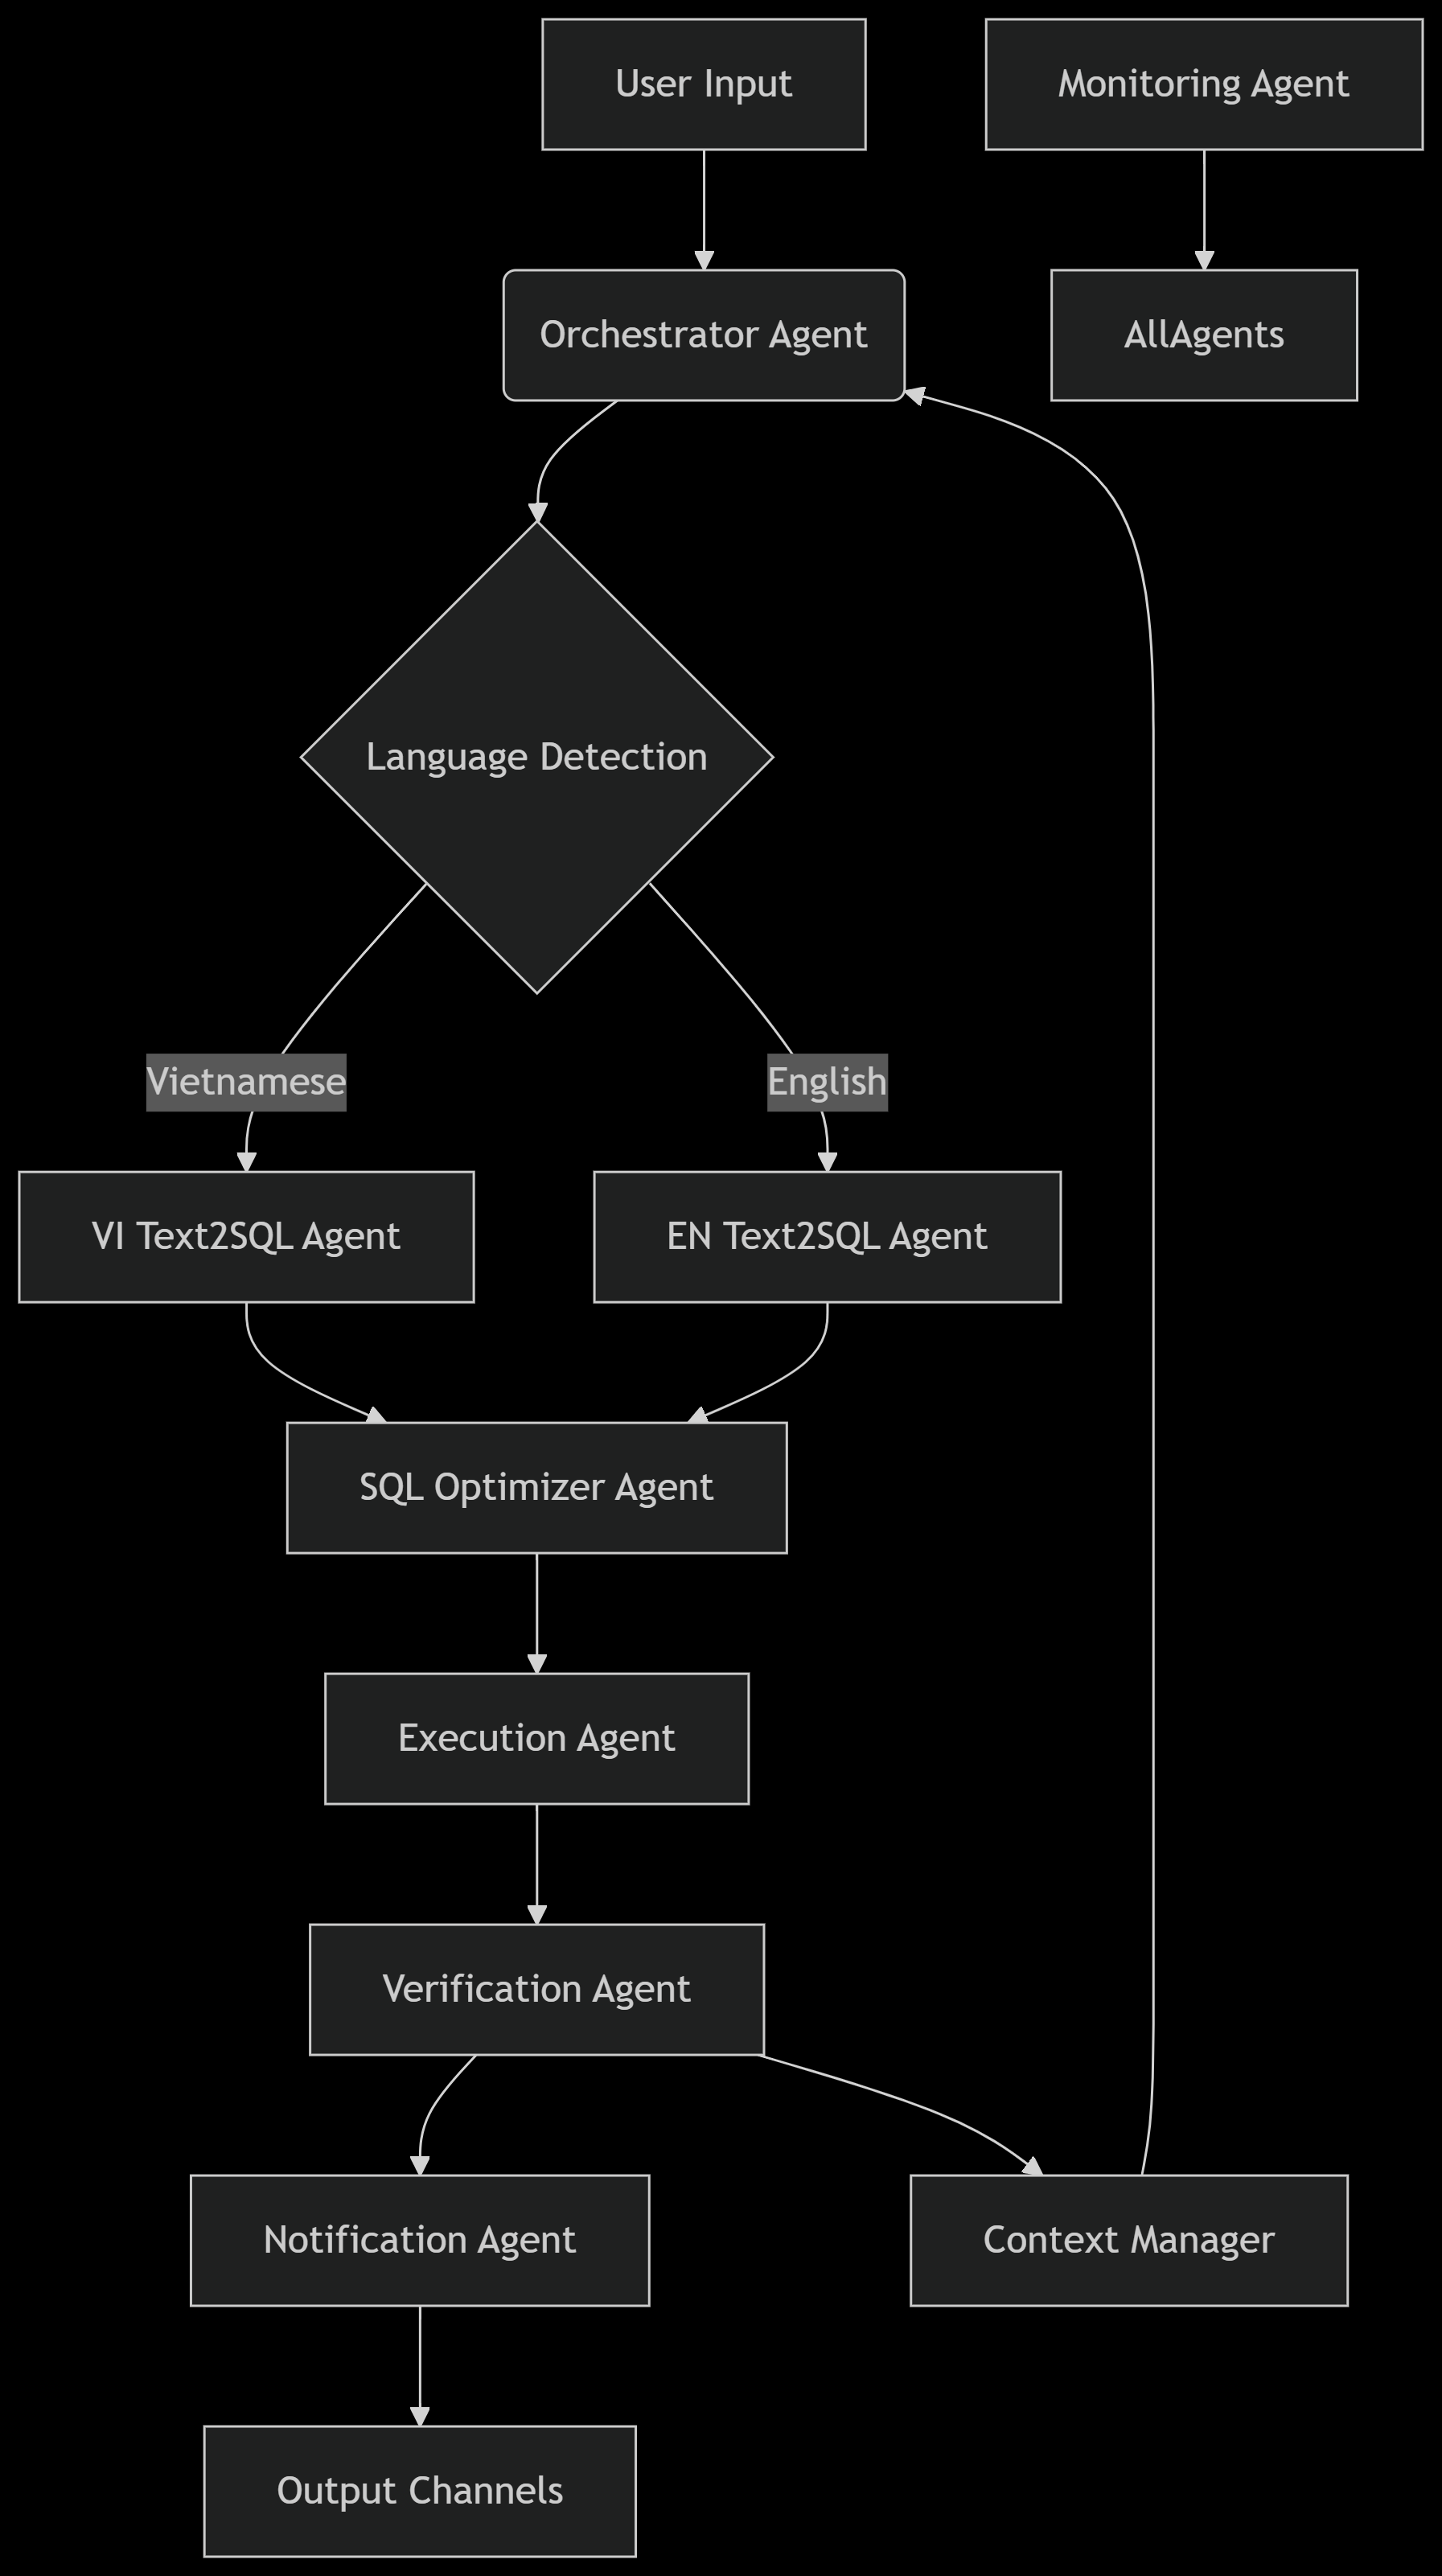 User Input
Monitoring Agent
Orchestrator Agent
AllAgents
Language Detection
Vietnamese
English
VI Text2SQL Agent
EN Text2SQL Agent
SQL Optimizer Agent
Execution Agent
Verification Agent
Notification Agent
Context Manager
Output Channels